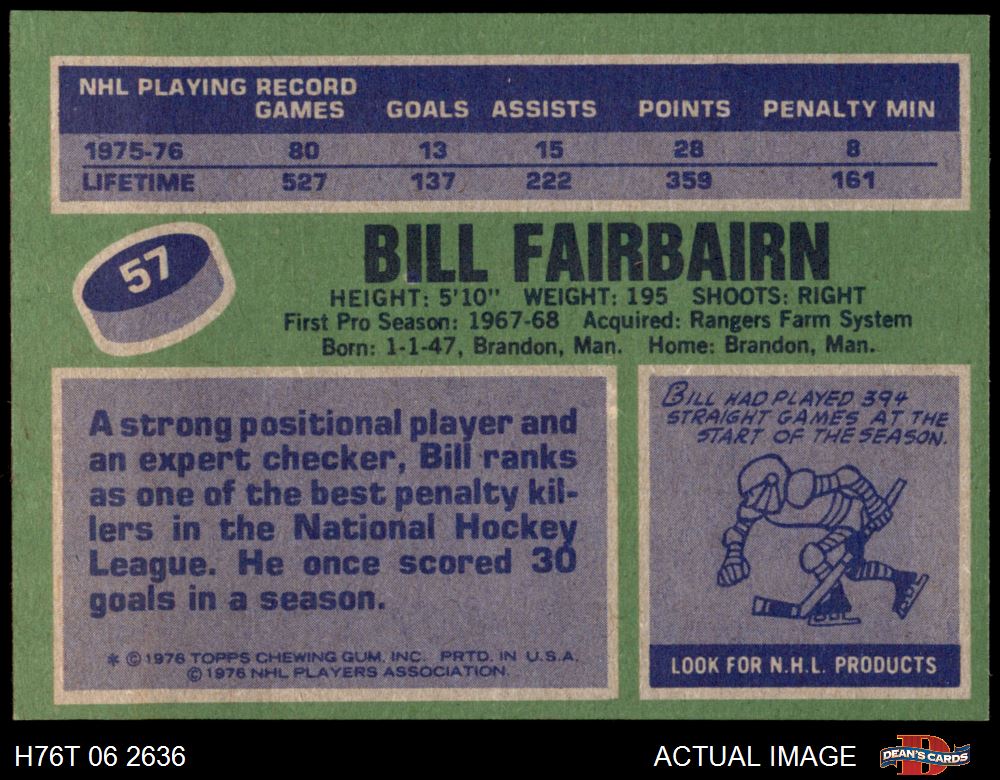 NHL PLAYING RECORD
GAMES GOALS ASSISTS POINTS PENALTY MIN
1975-76 80 13 15 28 8
LIFETIME 527 137 222 359 161
57
BILL FAIRBAIRN
HEIGHT: 5'10" WEIGHT: 195 SHOOTS: RIGHT
First Pro Season: 1967-68 Acquired: Rangers Farm System
Born: 1-1-47, Brandon, Man. Home: Brandon, Man.
A strong positional player and
an expert checker, Bill ranks
as one of the best penalty kil-
lers in the National Hockey
League. He once scored 30
goals in a season.
* © 1976 TOPPS CHEWING GUM, INC. PRTD. IN U.S.A.
© 1976 NHL PLAYERS ASSOCIATION.
BILL HAD PLAYED 394
STRAIGHT GAMES AT THE
START OF THE SEASON.
LOOK FOR N.H.L. PRODUCTS
H76T 06 2636
ACTUAL IMAGE
D
DEAN'S CARDS